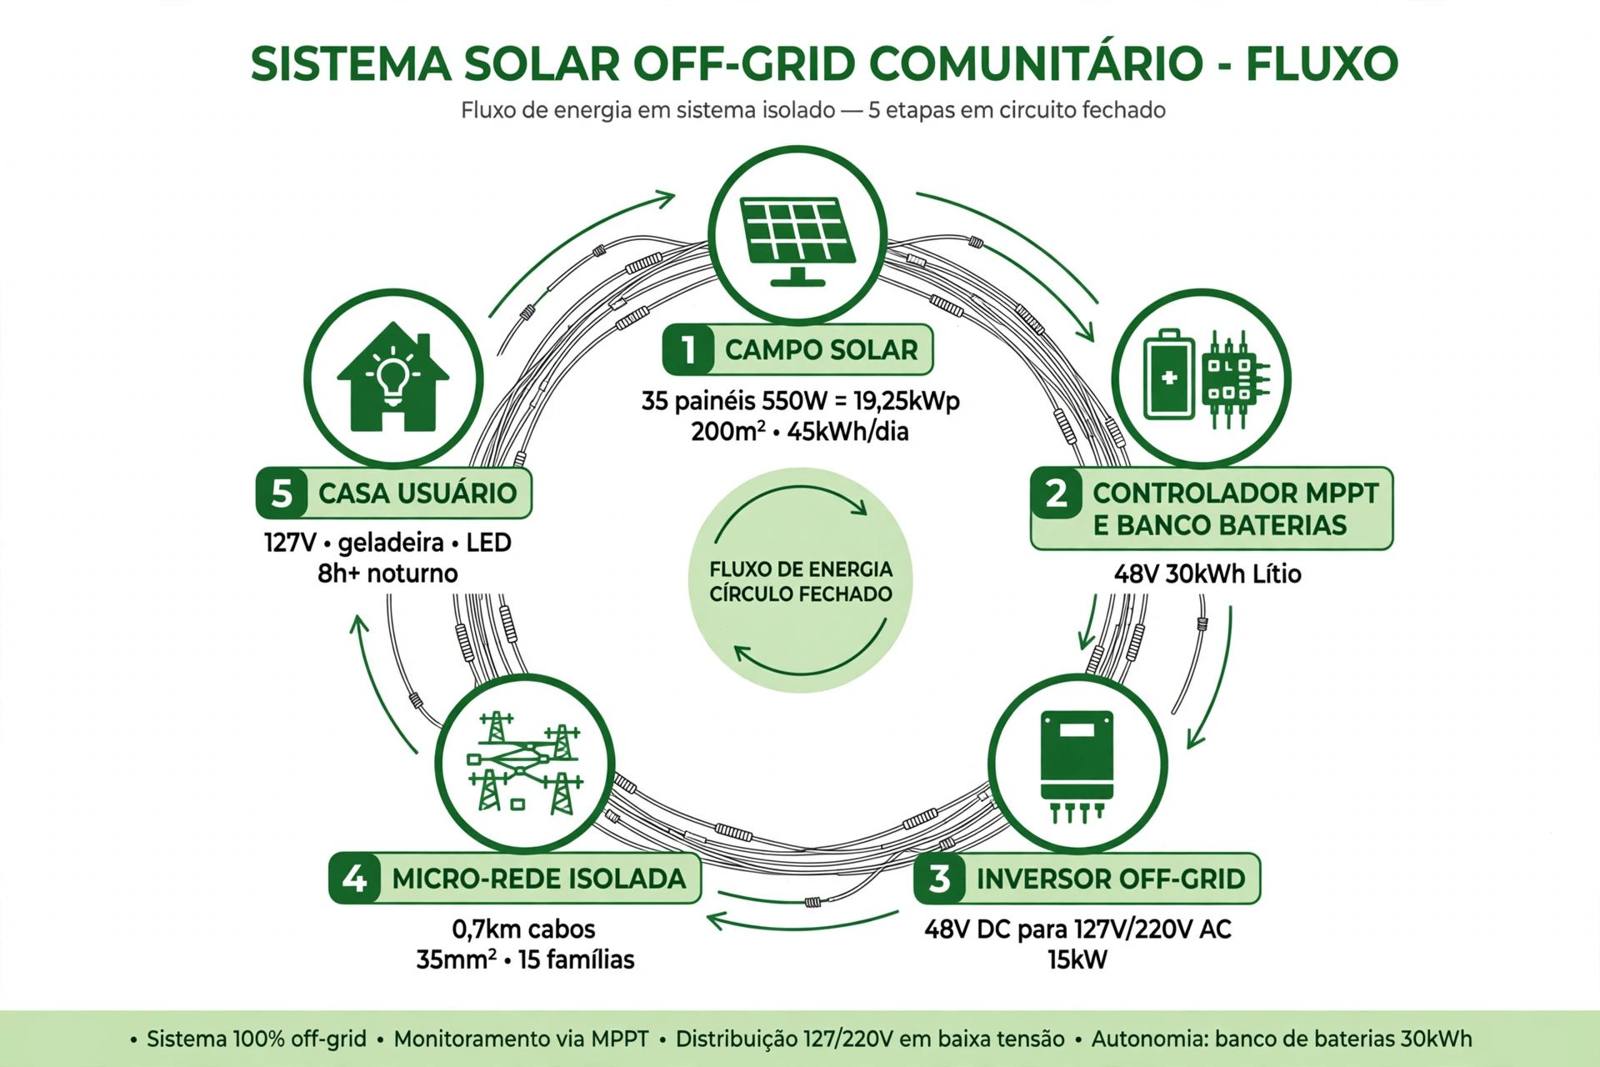 SISTEMA SOLAR OFF-GRID COMUNITÁRIO - FLUXO
Fluxo de energia em sistema isolado — 5 etapas em circuito fechado
1 CAMPO SOLAR
35 painéis 550W = 19,25kWp
200m² • 45kWh/dia
2 CONTROLADOR MPPT
E BANCO BATERIAS
48V 30kWh Lítio
3 INVERSOR OFF-GRID
48V DC para 127V/220V AC
15kW
4 MICRO-REDE ISOLADA
0,7km cabos
35mm² • 15 famílias
5 CASA USUÁRIO
127V • geladeira • LED
8h+ noturno
FLUXO DE ENERGIA
CÍRCULO FECHADO
• Sistema 100% off-grid • Monitoramento via MPPT • Distribuição 127/220V em baixa tensão • Autonomia: banco de baterias 30kWh